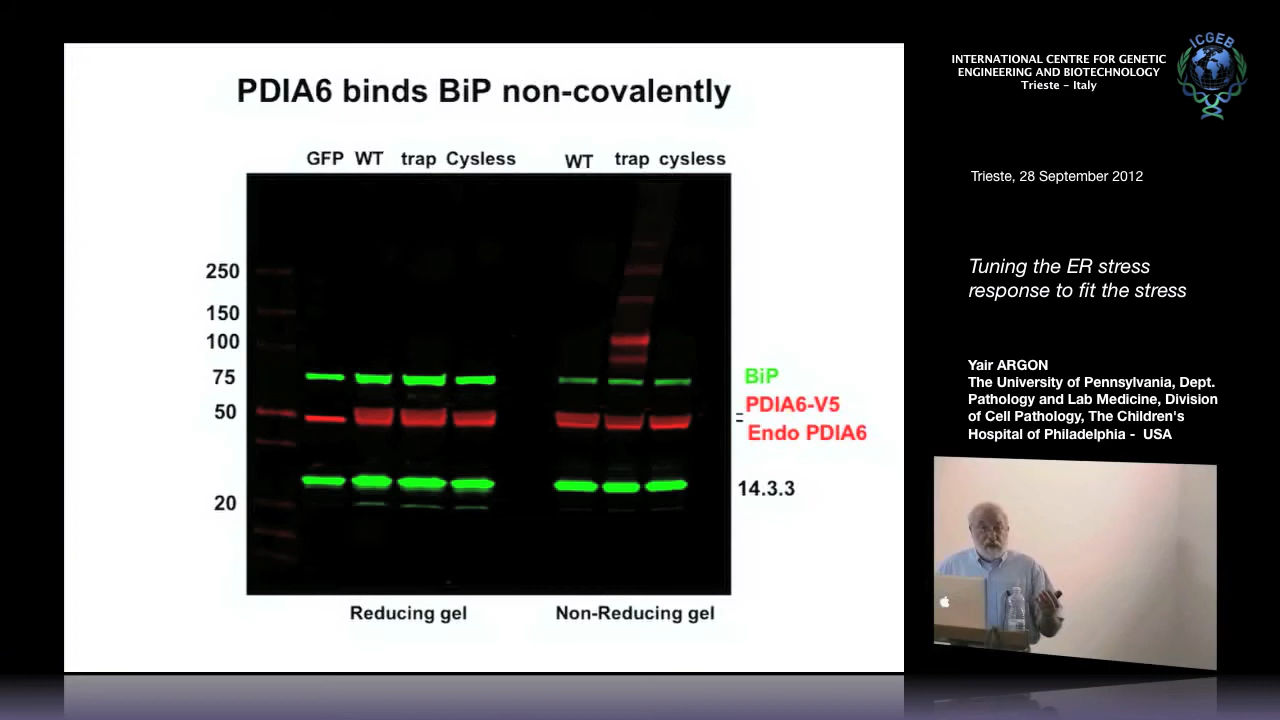 PDIA6 binds BiP non-covalently
GFP WT trap Cysless
WT trap cysless
250
150
100
75
50
20
BiP
PDIA6-V5
Endo PDIA6
14.3.3
Reducing gel
Non-Reducing gel
ICGEB
INTERNATIONAL CENTRE FOR GENETIC
ENGINEERING AND BIOTECHNOLOGY
Trieste - Italy
Trieste, 28 September 2012
Tuning the ER stress
response to fit the stress
Yair ARGON
The University of Pennsylvania, Dept.
Pathology and Lab Medicine, Division
of Cell Pathology, The Children's
Hospital of Philadelphia - USA